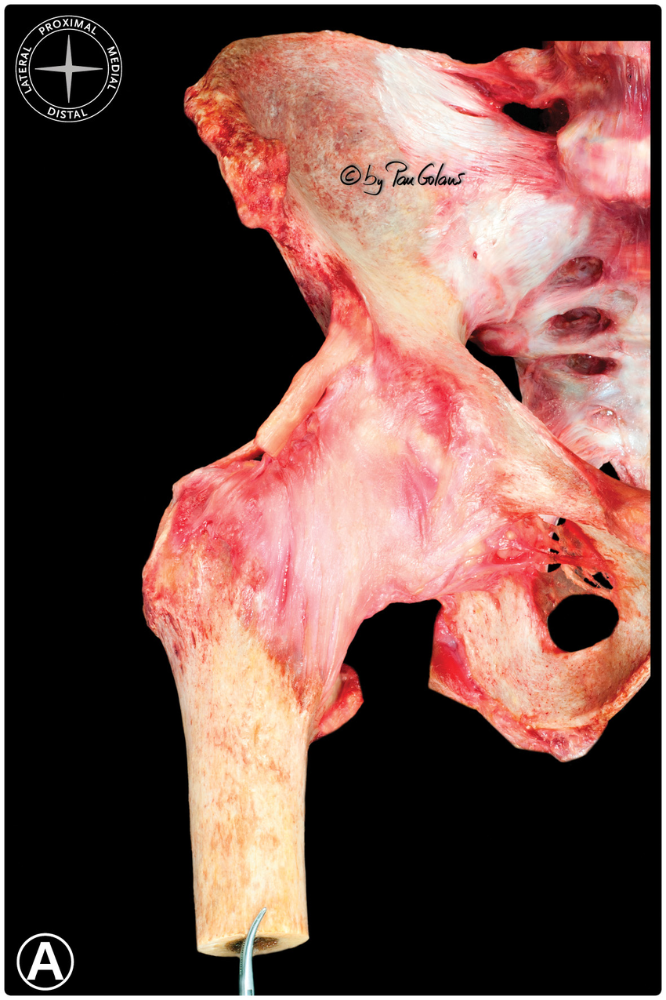 PROXIMAL
LATERAL
MEDIAL
DISTAL
© by Pau Golanó
A